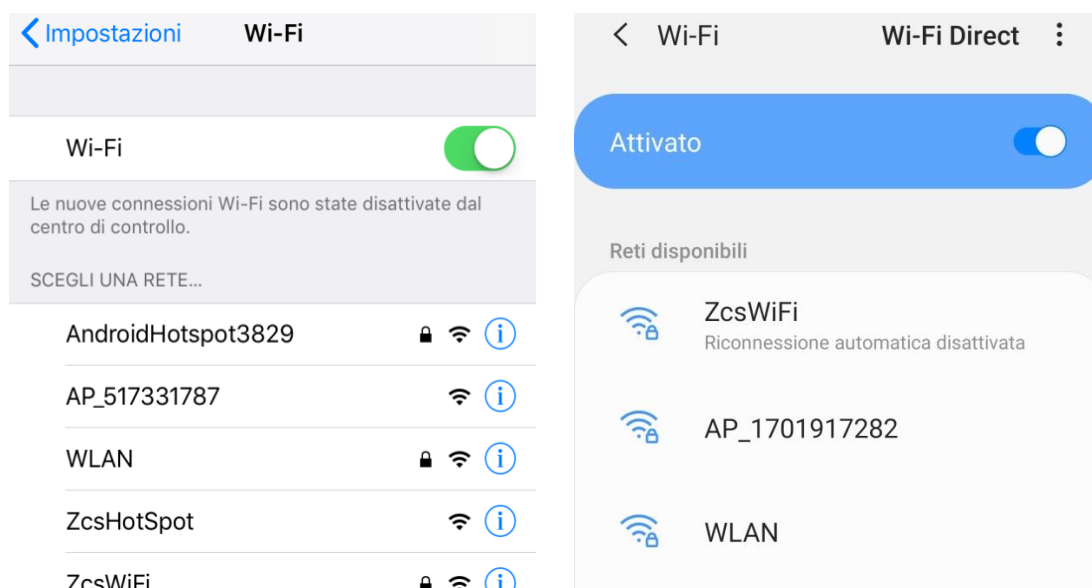 Impostazioni Wi-Fi
Wi-Fi
Le nuove connessioni Wi-Fi sono state disattivate dal
centro di controllo.
SCEGLI UNA RETE...
AndroidHotspot3829
AP_517331787
WLAN
ZcsHotSpot
ZcsWiFi
Wi-Fi Wi-Fi Direct
Attivato
Reti disponibili
ZcsWiFi
Riconnessione automatica disattivata
AP_1701917282
WLAN